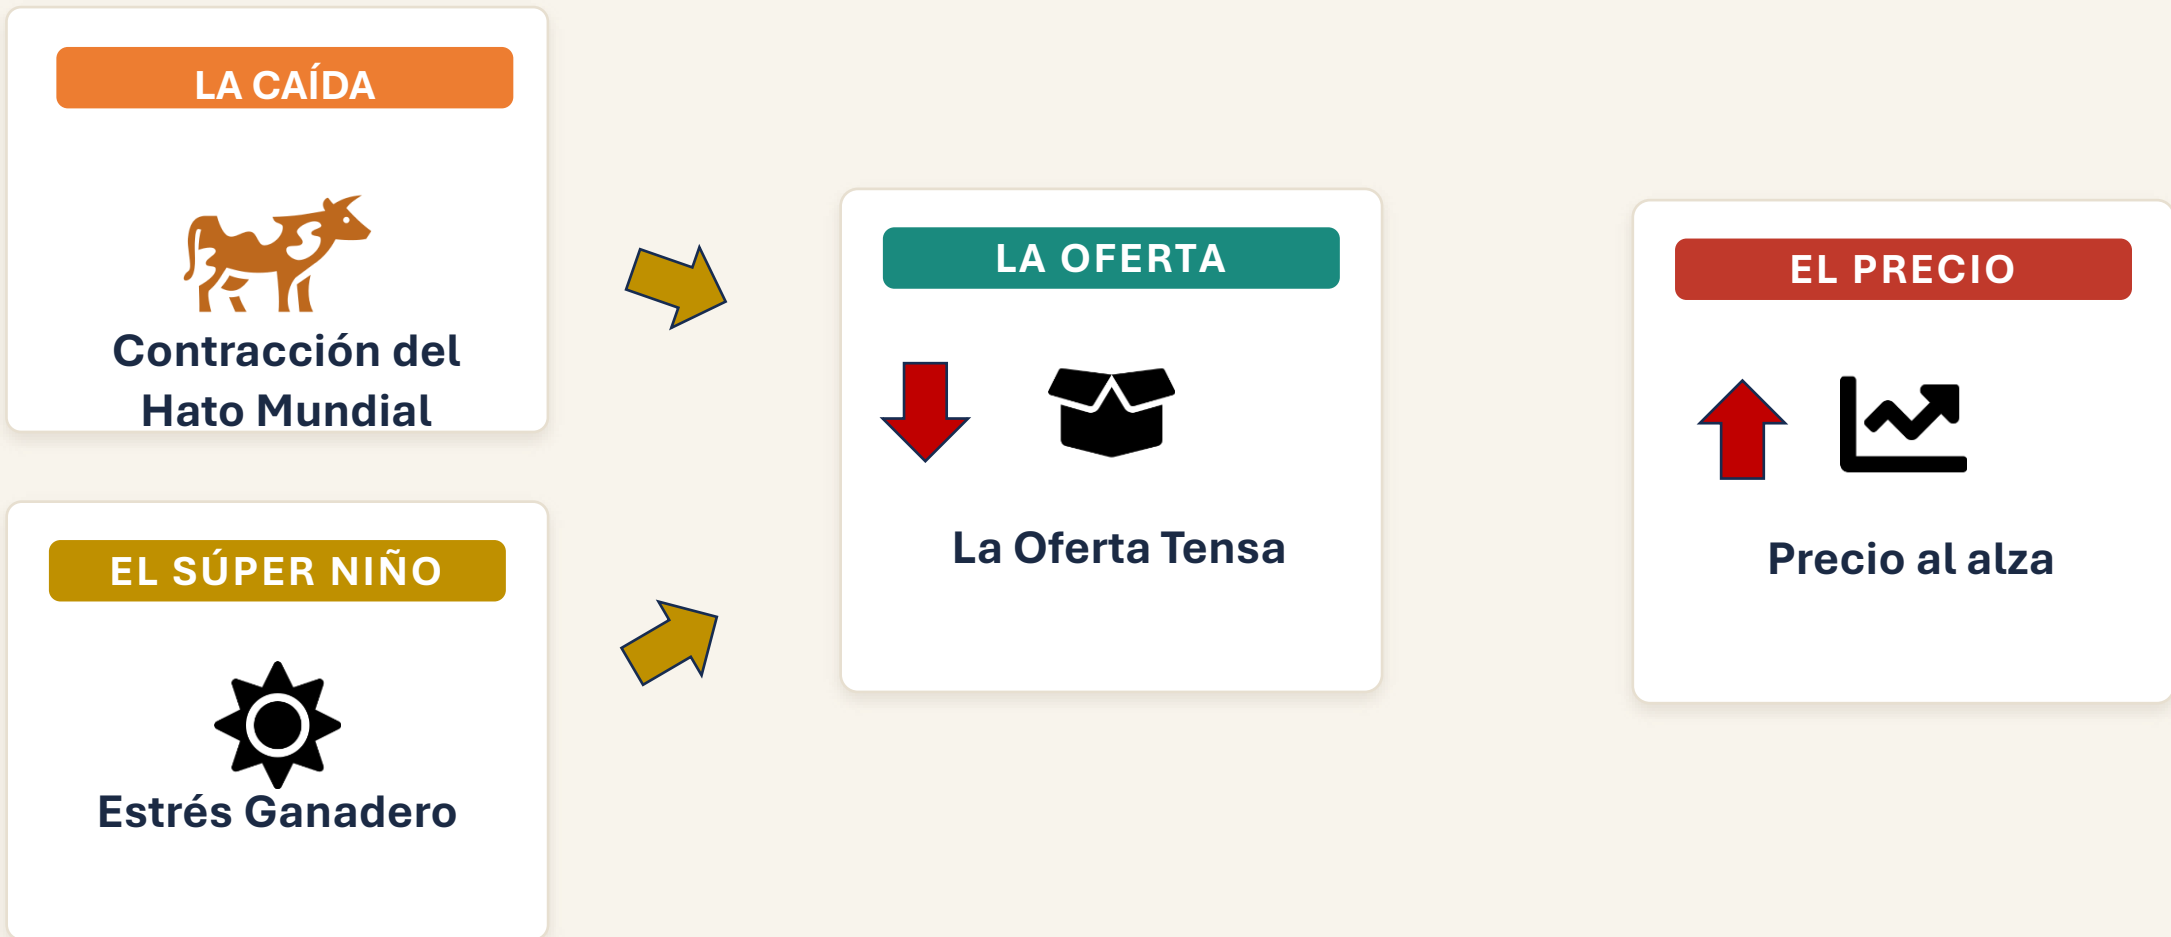 LA CAÍDA
Contracción del
Hato Mundial
EL SÚPER NIÑO
Estrés Ganadero
LA OFERTA
La Oferta Tensa
EL PRECIO
Precio al alza